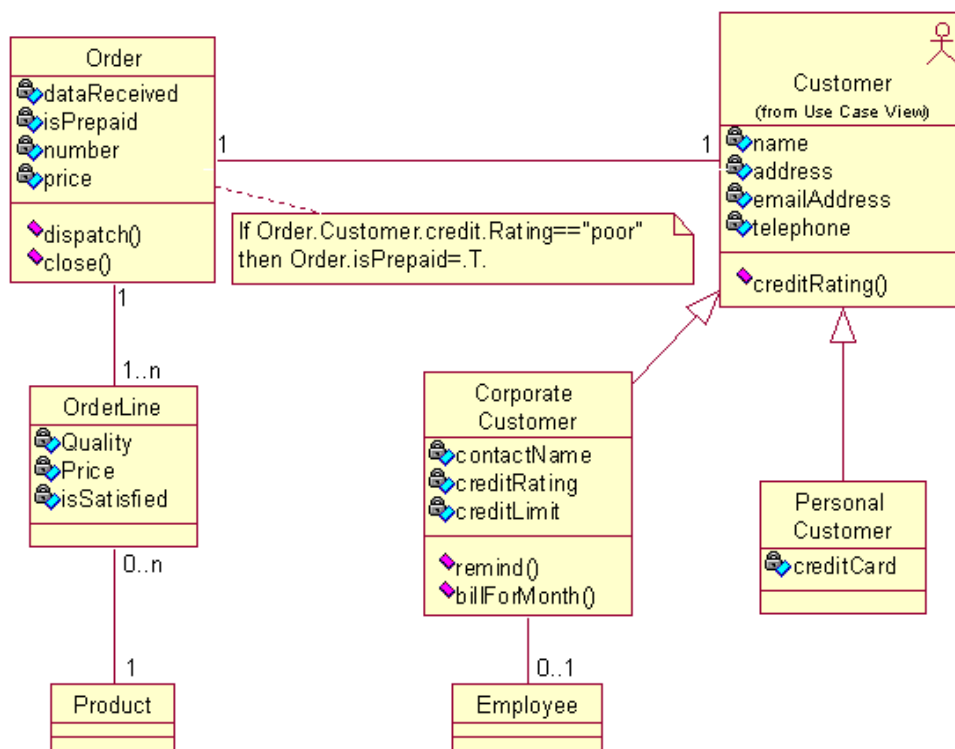 Order
dataReceived
isPrepaid
number
price
dispatch()
close()
1
1
Customer
(from Use Case View)
name
address
emailAddress
telephone
creditRating()
If Order.Customer.credit.Rating=="poor"
then Order.isPrepaid=.T.
1
1..n
OrderLine
Quality
Price
isSatisfied
0..n
1
Product
Corporate
Customer
contactName
creditRating
creditLimit
remind()
billForMonth()
0..1
Employee
Personal
Customer
creditCard